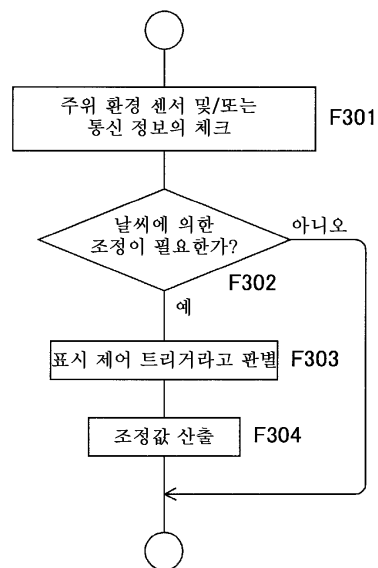 주위 환경 센서 및/또는
통신 정보의 체크
F301
날씨에 의한
조정이 필요한가?
아니오
F302
예
표시 제어 트리거라고 판별
F303
조정값 산출
F304